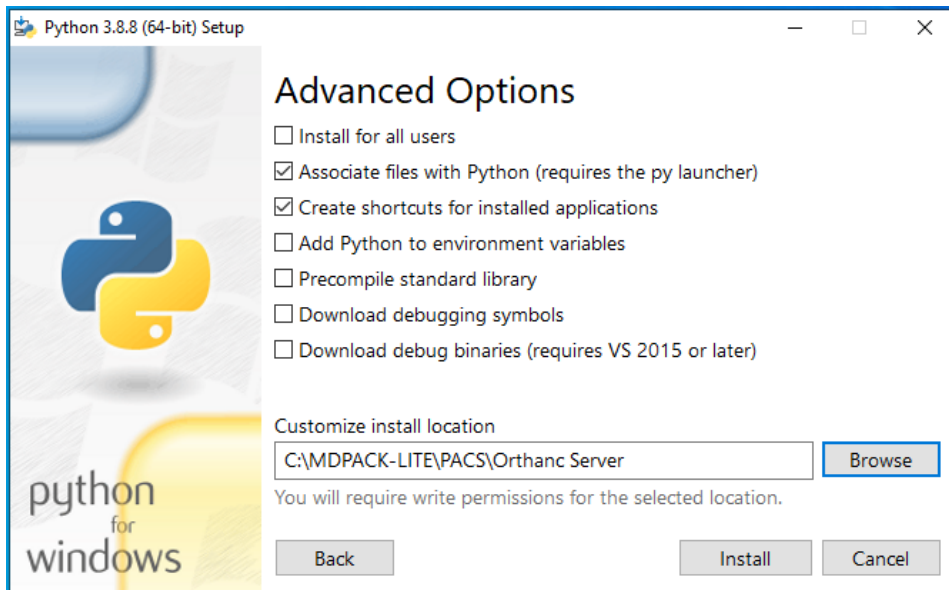 Python 3.8.8 (64-bit) Setup
Advanced Options
Install for all users
Associate files with Python (requires the py launcher)
Create shortcuts for installed applications
Add Python to environment variables
Precompile standard library
Download debugging symbols
Download debug binaries (requires VS 2015 or later)
Customize install location
C:\MDPACK-LITE\PACS\Orthanc Server
Browse
You will require write permissions for the selected location.
python
for
windows
Back
Install
Cancel